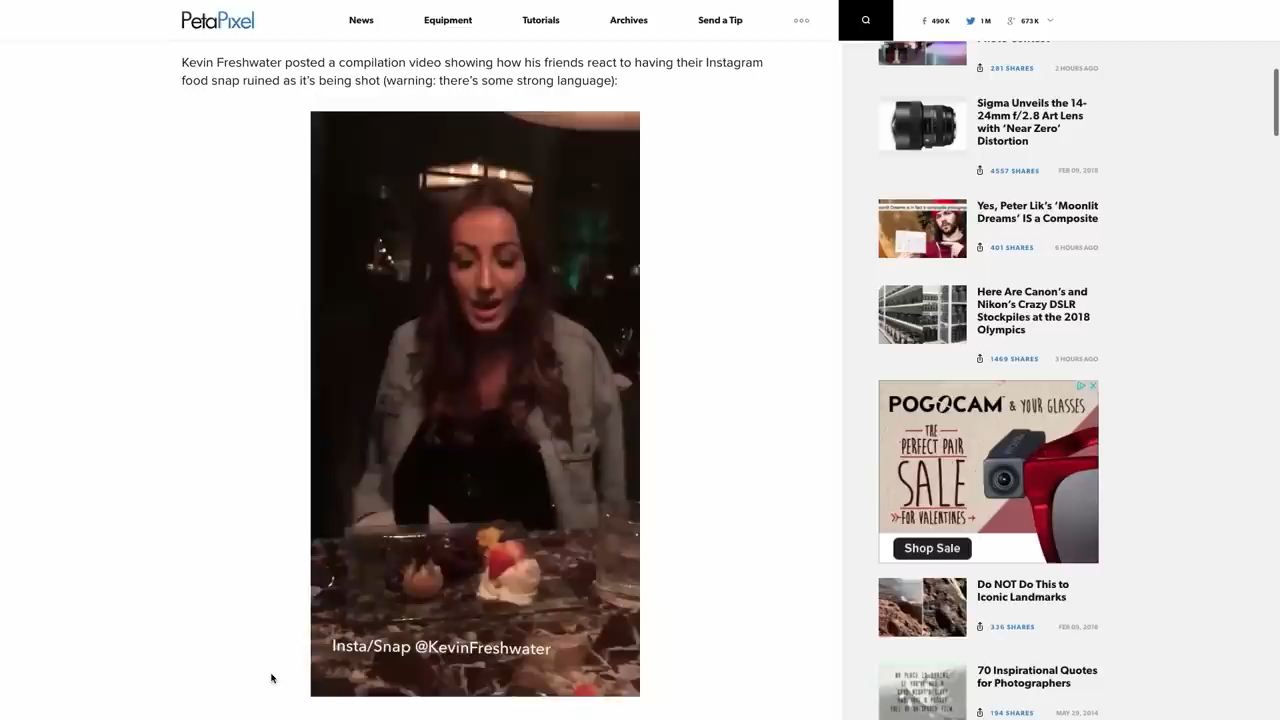 PetaPixel
News
Equipment
Tutorials
Archives
Send a Tip
490K
1M
673K
Kevin Freshwater posted a compilation video showing how his friends react to having their Instagram
food snap ruined as it's being shot (warning: there's some strong language):
Insta/Snap @KevinFreshwater
281 SHARES
2 HOURS AGO
Sigma Unveils the 14-
24mm f/2.8 Art Lens
with ‘Near Zero’
Distortion
4557 SHARES
FEB 09, 2018
Yes, Peter Lik's ‘Moonlit
Dreams’ IS a Composite
401 SHARES
6 HOURS AGO
Here Are Canon's and
Nikon's Crazy DSLR
Stockpiles at the 2018
Olympics
1469 SHARES
3 HOURS AGO
POGOCAM & YOUR GLASSES
THE
PERFECT PAIR
SALE
FOR VALENTINES
Shop Sale
Do NOT Do This to
Iconic Landmarks
336 SHARES
FEB 09, 2018
70 Inspirational Quotes
for Photographers
194 SHARES
MAY 29, 2014